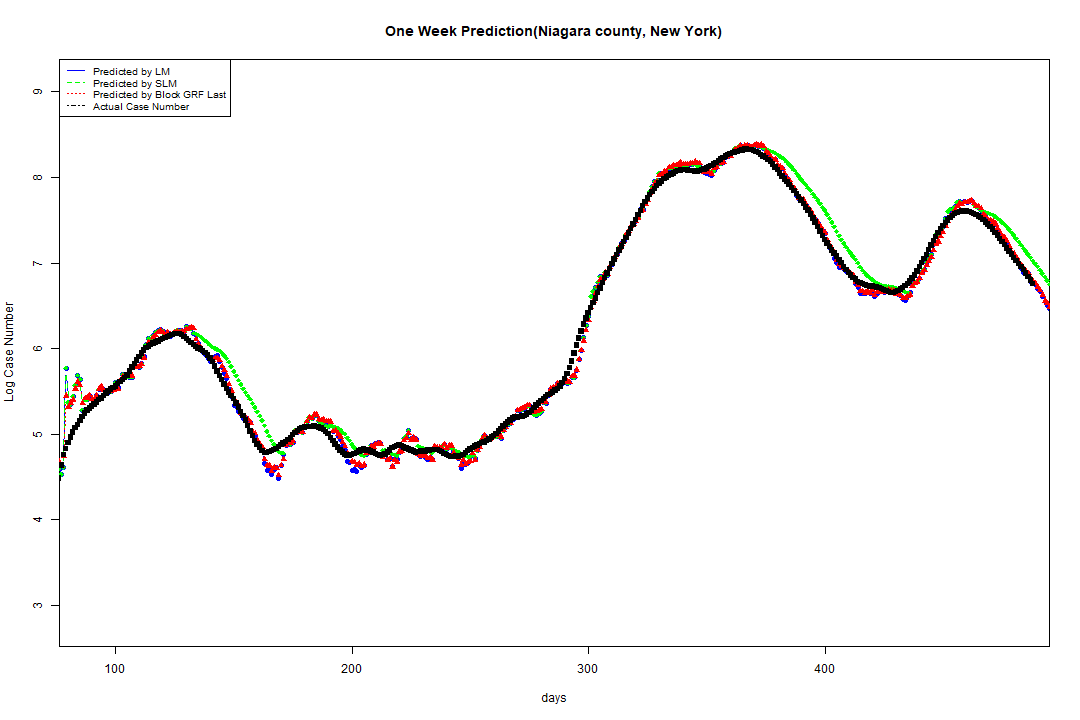 One Week Prediction(Niagara county, New York)
Predicted by LM
Predicted by SLM
Predicted by Block GRF Last
Actual Case Number
9
8
7
6
5
4
3
Log Case Number
100 200 300 400
days